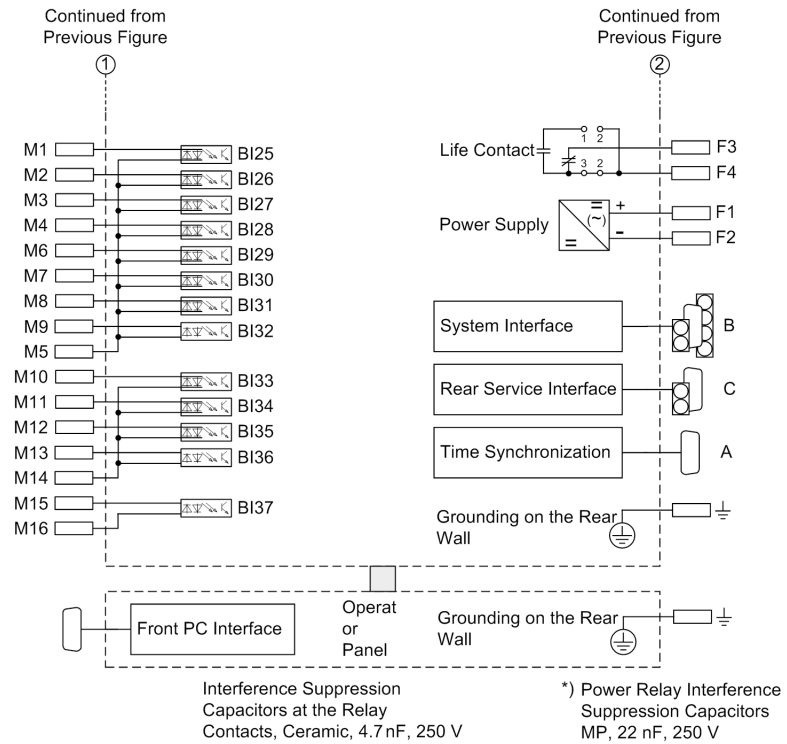 Continued from
Previous Figure
1
Continued from
Previous Figure
2
M1
BI25
M2
BI26
M3
BI27
M4
BI28
M6
BI29
M7
BI30
M8
BI31
M9
BI32
M5
M10
BI33
M11
BI34
M12
BI35
M13
BI36
M14
M15
BI37
M16
Life Contact
1 2
3 2
F3
F4
Power Supply
=
(~)
=
+
-
F1
F2
System Interface
B
Rear Service Interface
C
Time Synchronization
A
Grounding on the Rear
Wall
Front PC Interface
Operat
or
Panel
Grounding on the Rear
Wall
Interference Suppression
Capacitors at the Relay
Contacts, Ceramic, 4.7 nF, 250 V
*) Power Relay Interference
Suppression Capacitors
MP, 22 nF, 250 V